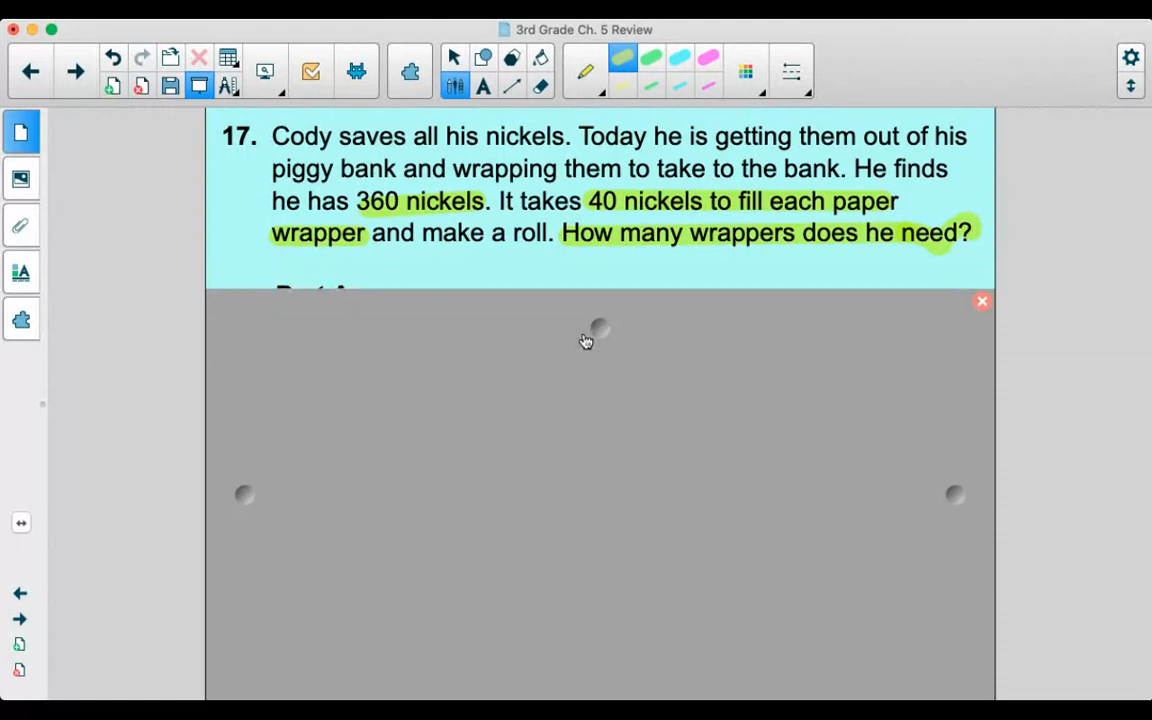 3rd Grade Ch. 5 Review
17. Cody saves all his nickels. Today he is getting them out of his
piggy bank and wrapping them to take to the bank. He finds
he has 360 nickels. It takes 40 nickels to fill each paper
wrapper and make a roll. How many wrappers does he need?